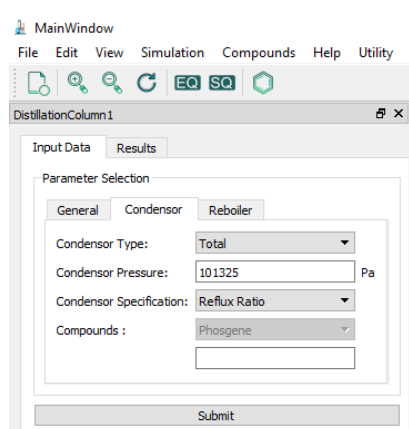 MainWindow
File Edit View Simulation Compounds Help Utility
EQ SQ
DistillationColumn1
Input Data Results
Parameter Selection
General Condensor Reboiler
Condensor Type: Total
Condensor Pressure: 101325 Pa
Condensor Specification: Reflux Ratio
Compounds : Phosgene
Submit